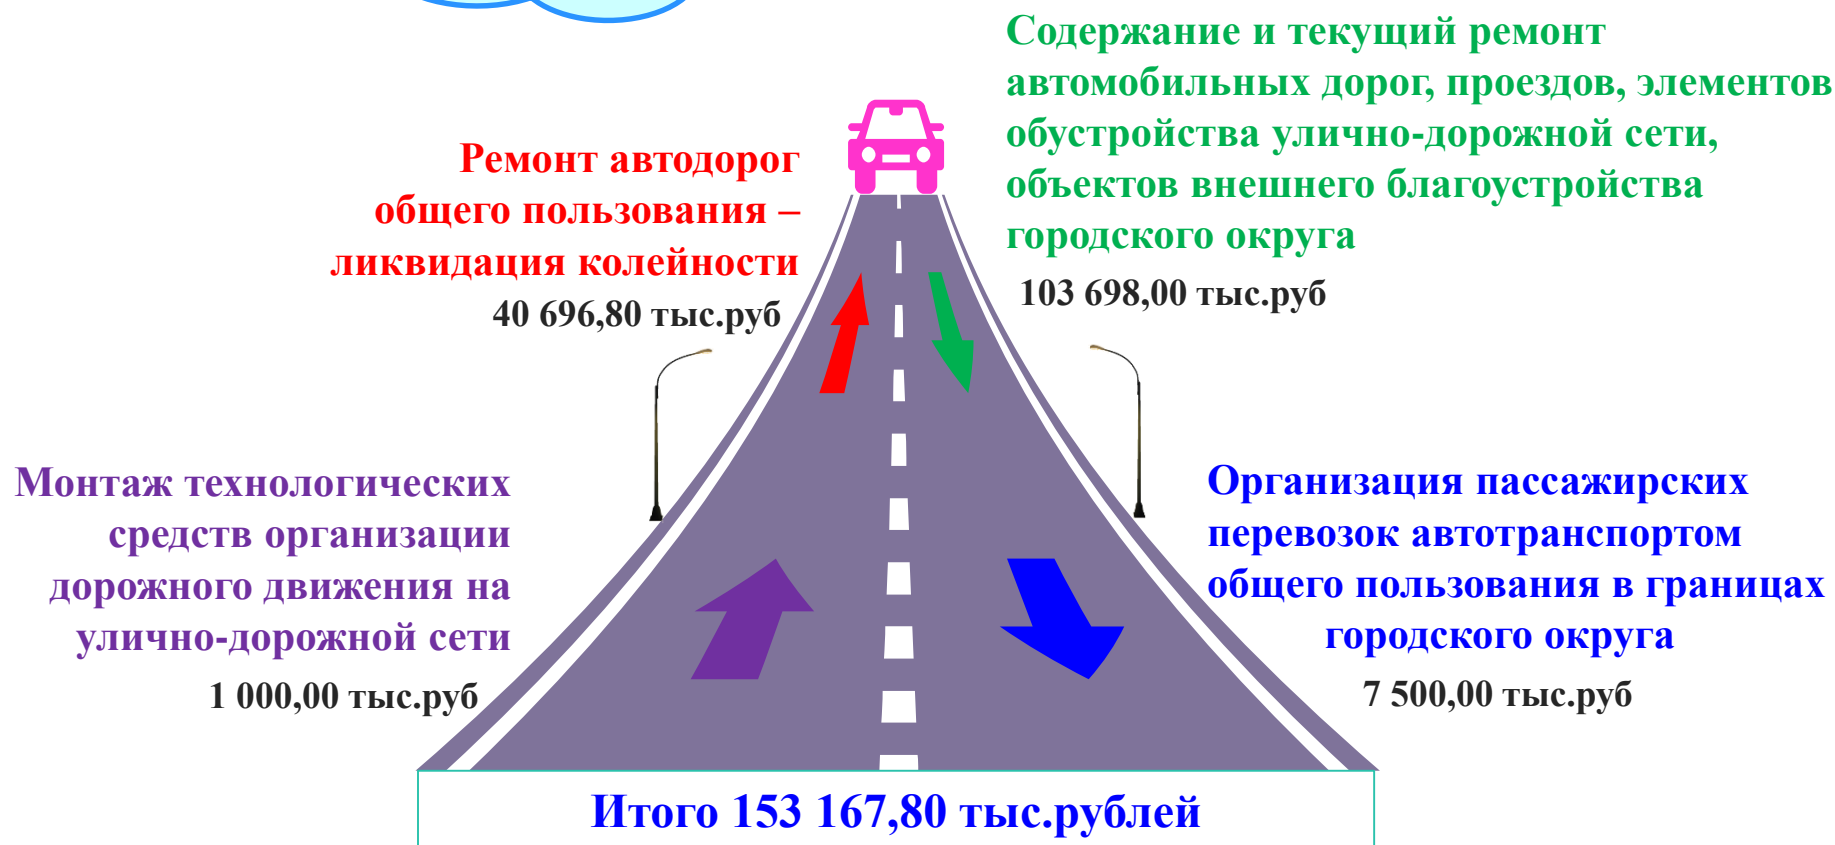 Содержание и текущий ремонт
автомобильных дорог, проездов, элементов
обустройства улично-дорожной сети,
объектов внешнего благоустройства
городского округа
103 698,00 тыс.руб
Ремонт автодорог
общего пользования –
ликвидация колейности
40 696,80 тыс.руб
Монтаж технологических
средств организации
дорожного движения на
улично-дорожной сети
1 000,00 тыс.руб
Организация пассажирских
перевозок автотранспортом
общего пользования в границах
городского округа
7 500,00 тыс.руб
Итого 153 167,80 тыс.рублей